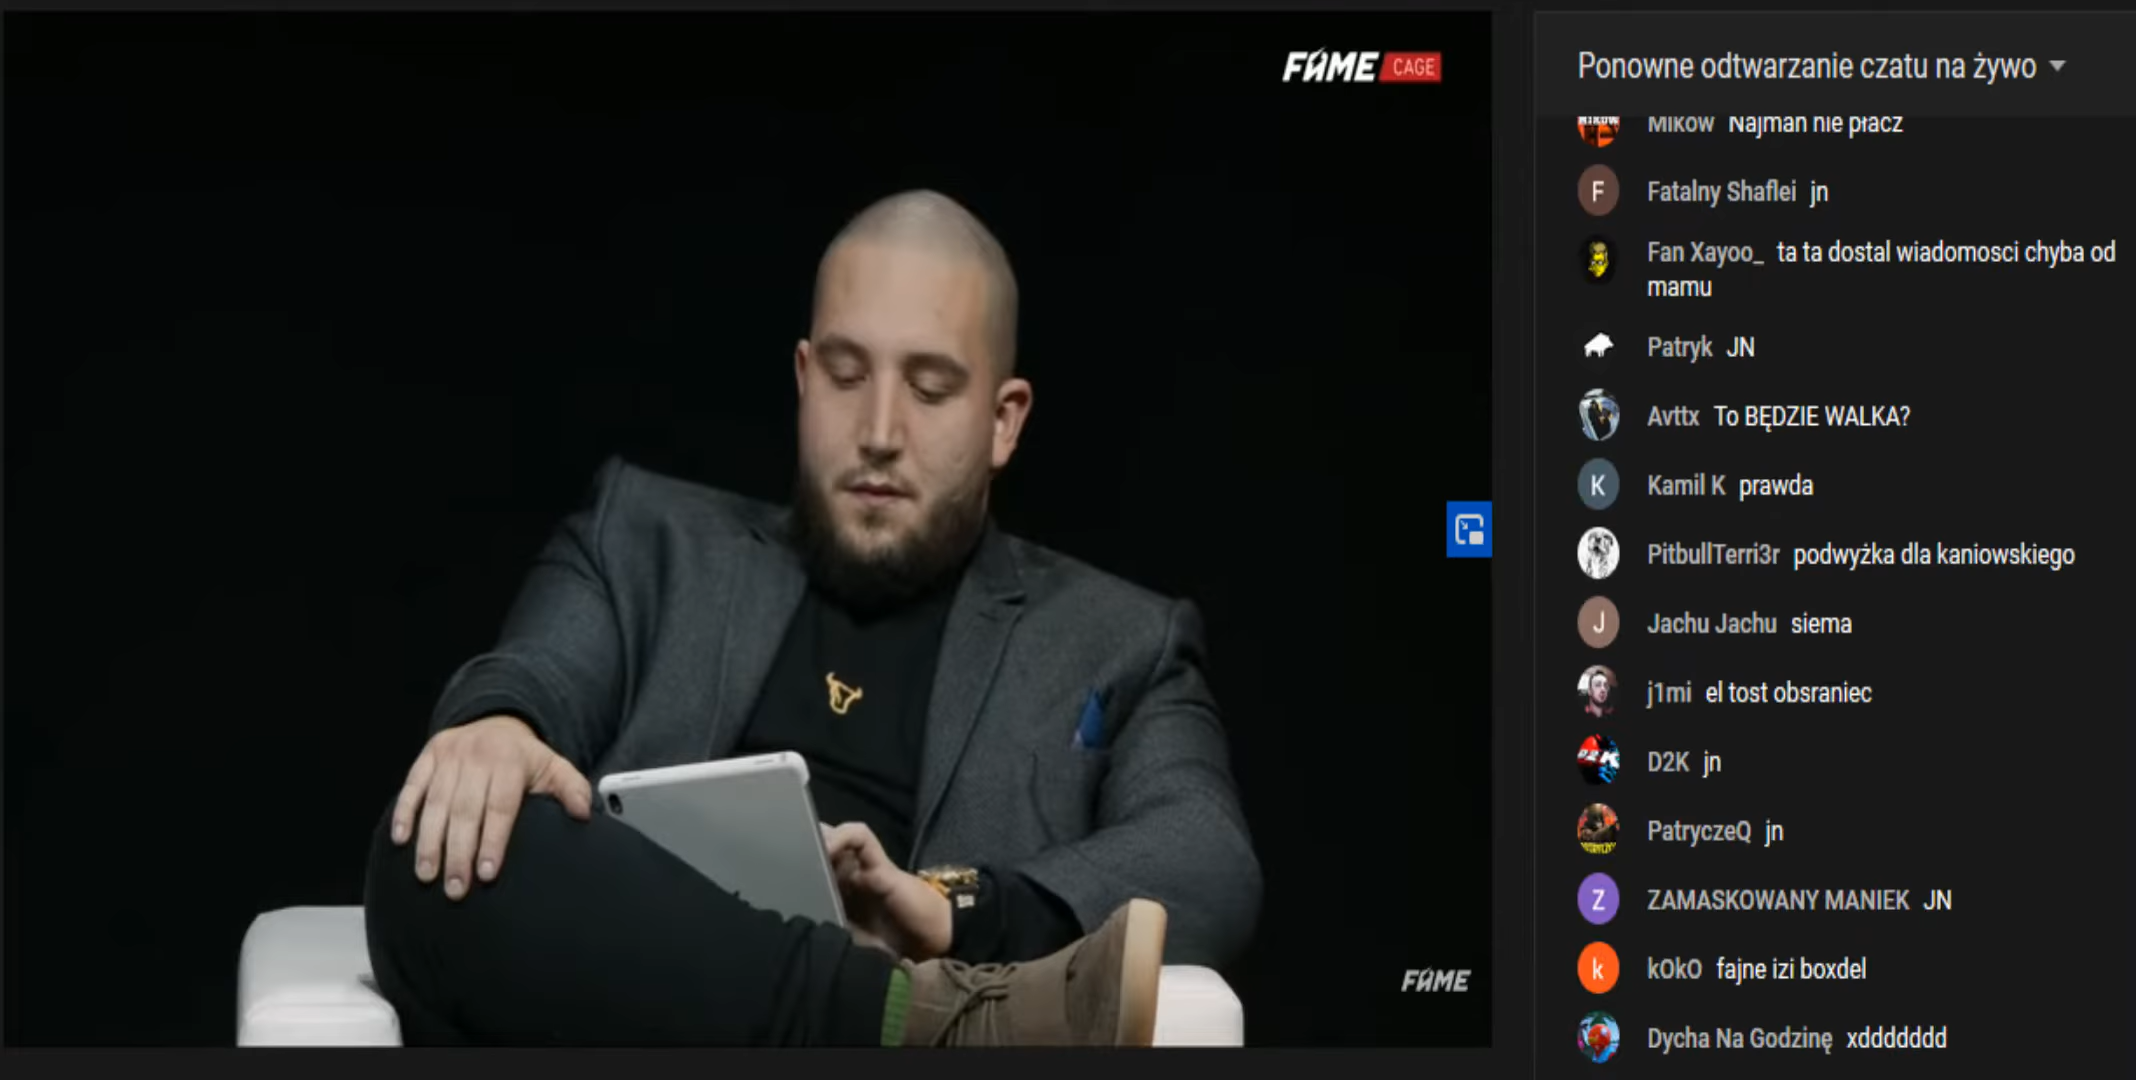 FAME CAGE
FAME
Ponowne odtwarzanie czatu na żywo
Mikow Najman nie płacz
F Fatalny Shaflei jn
Fan Xayoo_ ta ta dostal wiadomosci chyba od
mamu
Patryk JN
Avttx To BĘDZIE WALKA?
K Kamil K prawda
PitbullTerri3r podwyżka dla kaniowskiego
J Jachu Jachu siema
j1mi el tost obsraniec
D2K jn
PatryczeQ jn
Z ZAMASKOWANY MANIEK JN
k kOkO fajne izi boxdel
Dycha Na Godzinę xddddddd